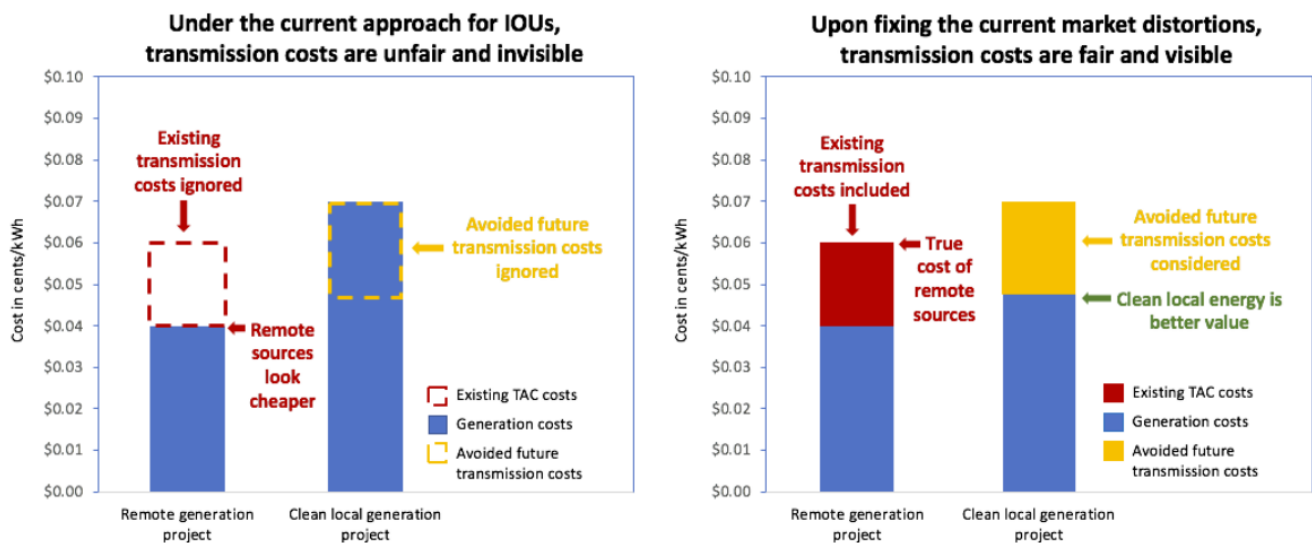 Under the current approach for IOUs,
transmission costs are unfair and invisible
Cost in cents/kWh
$0.10
$0.09
$0.08
$0.07
$0.06
$0.05
$0.04
$0.03
$0.02
$0.01
$0.00
Existing
transmission
costs ignored
Remote
sources
look
cheaper
Avoided future
transmission costs
ignored
Existing TAC costs
Generation costs
Avoided future
transmission costs
Remote generation
project
Clean local generation
project
Upon fixing the current market distortions,
transmission costs are fair and visible
Cost in cents/kWh
$0.10
$0.09
$0.08
$0.07
$0.06
$0.05
$0.04
$0.03
$0.02
$0.01
$0.00
Existing
transmission
costs included
True
cost of
remote
sources
Avoided future
transmission costs
considered
Clean local energy is
better value
Existing TAC costs
Generation costs
Avoided future
transmission costs
Remote generation
project
Clean local generation
project